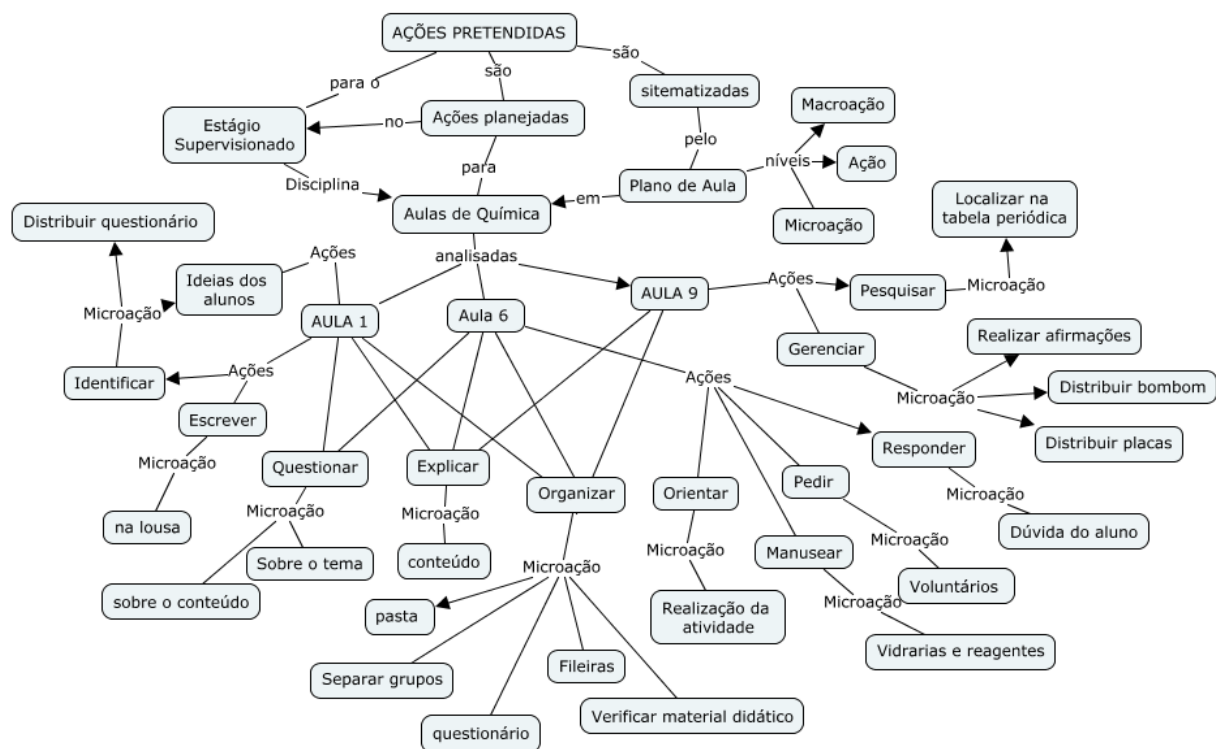 AÇÕES PRETENDIDAS
são
para o
são
sitematizadas
Macroação
Estágio
Supervisionado
no
Ações planejadas
pelo
níveis
Ação
Disciplina
para
Plano de Aula
em
Localizar na
tabela periódica
Distribuir questionário
Aulas de Química
Microação
Ações
analisadas
Ideias dos
alunos
AULA 9
Ações
Pesquisar
Microação
Microação
AULA 1
Aula 6
Realizar afirmações
Gerenciar
Identificar
Ações
Ações
Distribuir bombom
Microação
Escrever
Distribuir placas
Responder
Microação
Questionar
Explicar
Organizar
Orientar
Pedir
Microação
na lousa
Microação
Microação
Dúvida do aluno
Microação
Manusear
Microação
Sobre o tema
conteúdo
Microação
Voluntários
sobre o conteúdo
pasta
Realização da
atividade
Microação
Vidrarias e reagentes
Separar grupos
Fileiras
questionário
Verificar material didático